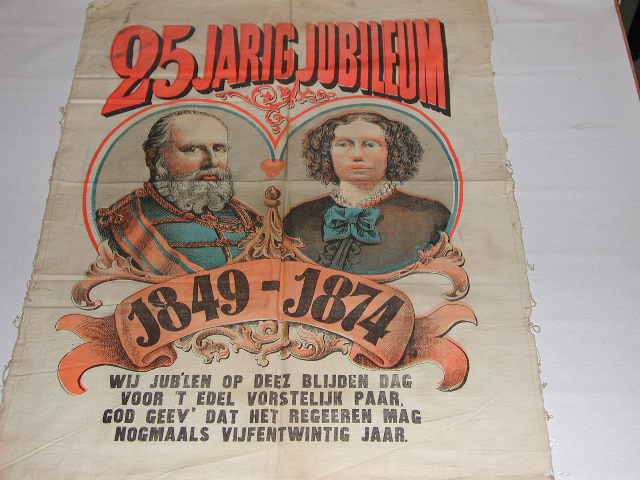 25 JARIG JUBILEUM
1849-1874
WIJ JUB'LEN OP DEEZ BLIJDEN DAG
VOOR 'T EDEL VORSTELIJK PAAR,
GOD GEEV' DAT HET REGEEREN MAG
NOGMAALS VIJFENTWINTIG JAAR.